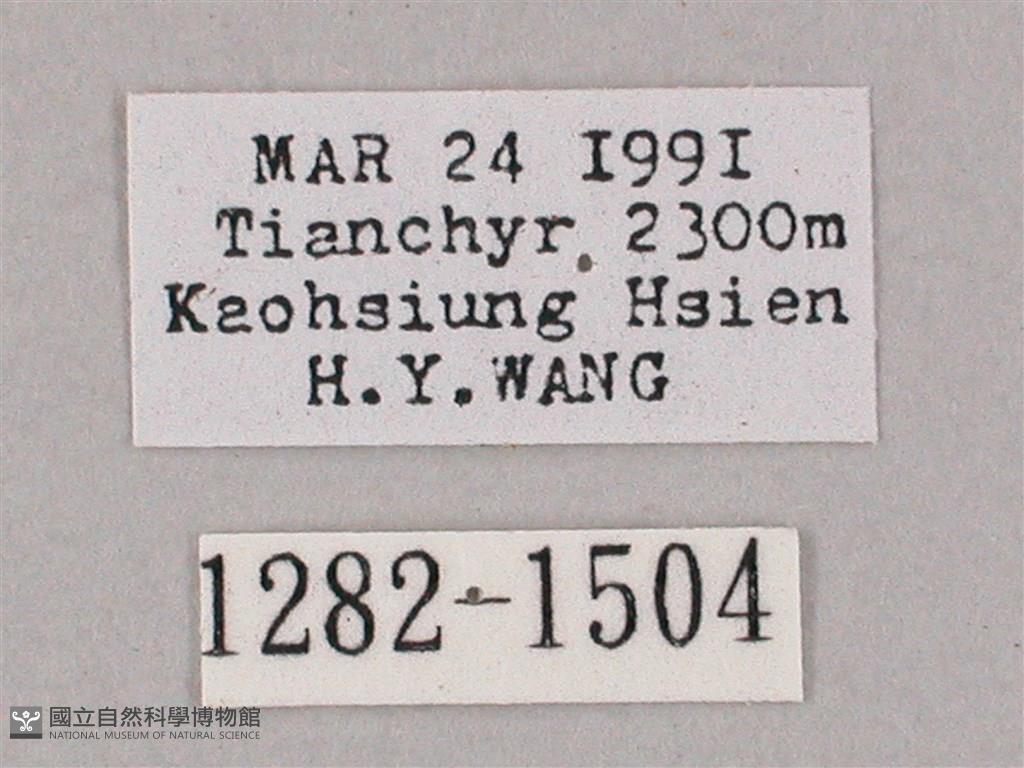 MAR 24 1991
Tianchyr 2300m
Kaohsiung Hsien
H.Y.WANG
1282-1504
國立自然科學博物館
NATIONAL MUSEUM OF NATURAL SCIENCE